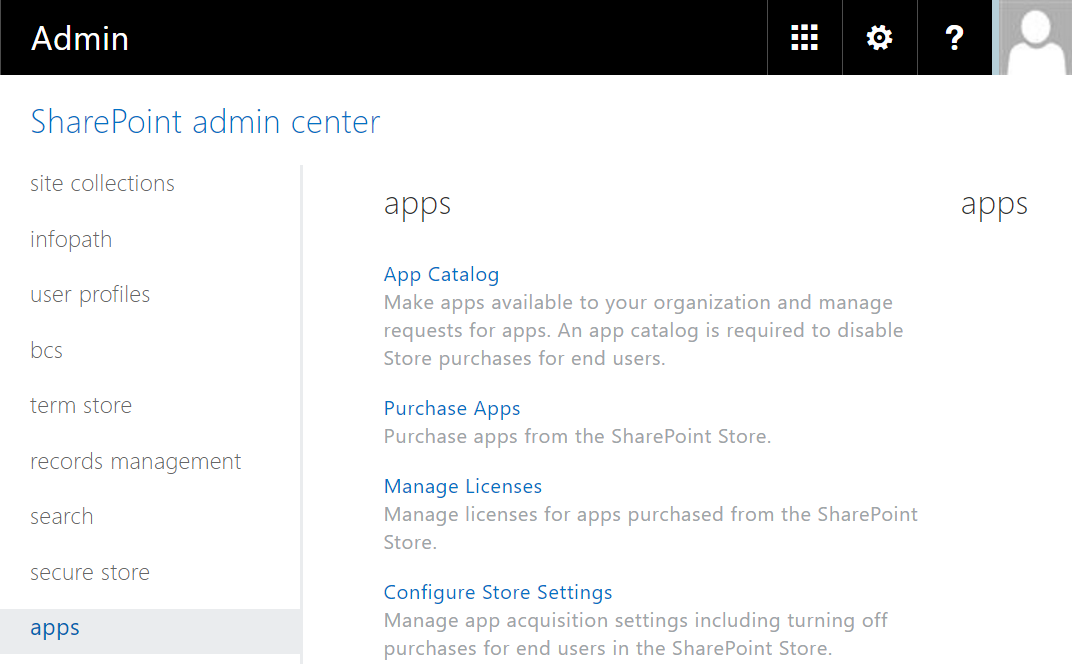 Admin
?
SharePoint admin center
site collections
infopath
user profiles
bcs
term store
records management
search
secure store
apps
apps
App Catalog
Make apps available to your organization and manage
requests for apps. An app catalog is required to disable
Store purchases for end users.
Purchase Apps
Purchase apps from the SharePoint Store.
Manage Licenses
Manage licenses for apps purchased from the SharePoint
Store.
Configure Store Settings
Manage app acquisition settings including turning off
purchases for end users in the SharePoint Store.
apps